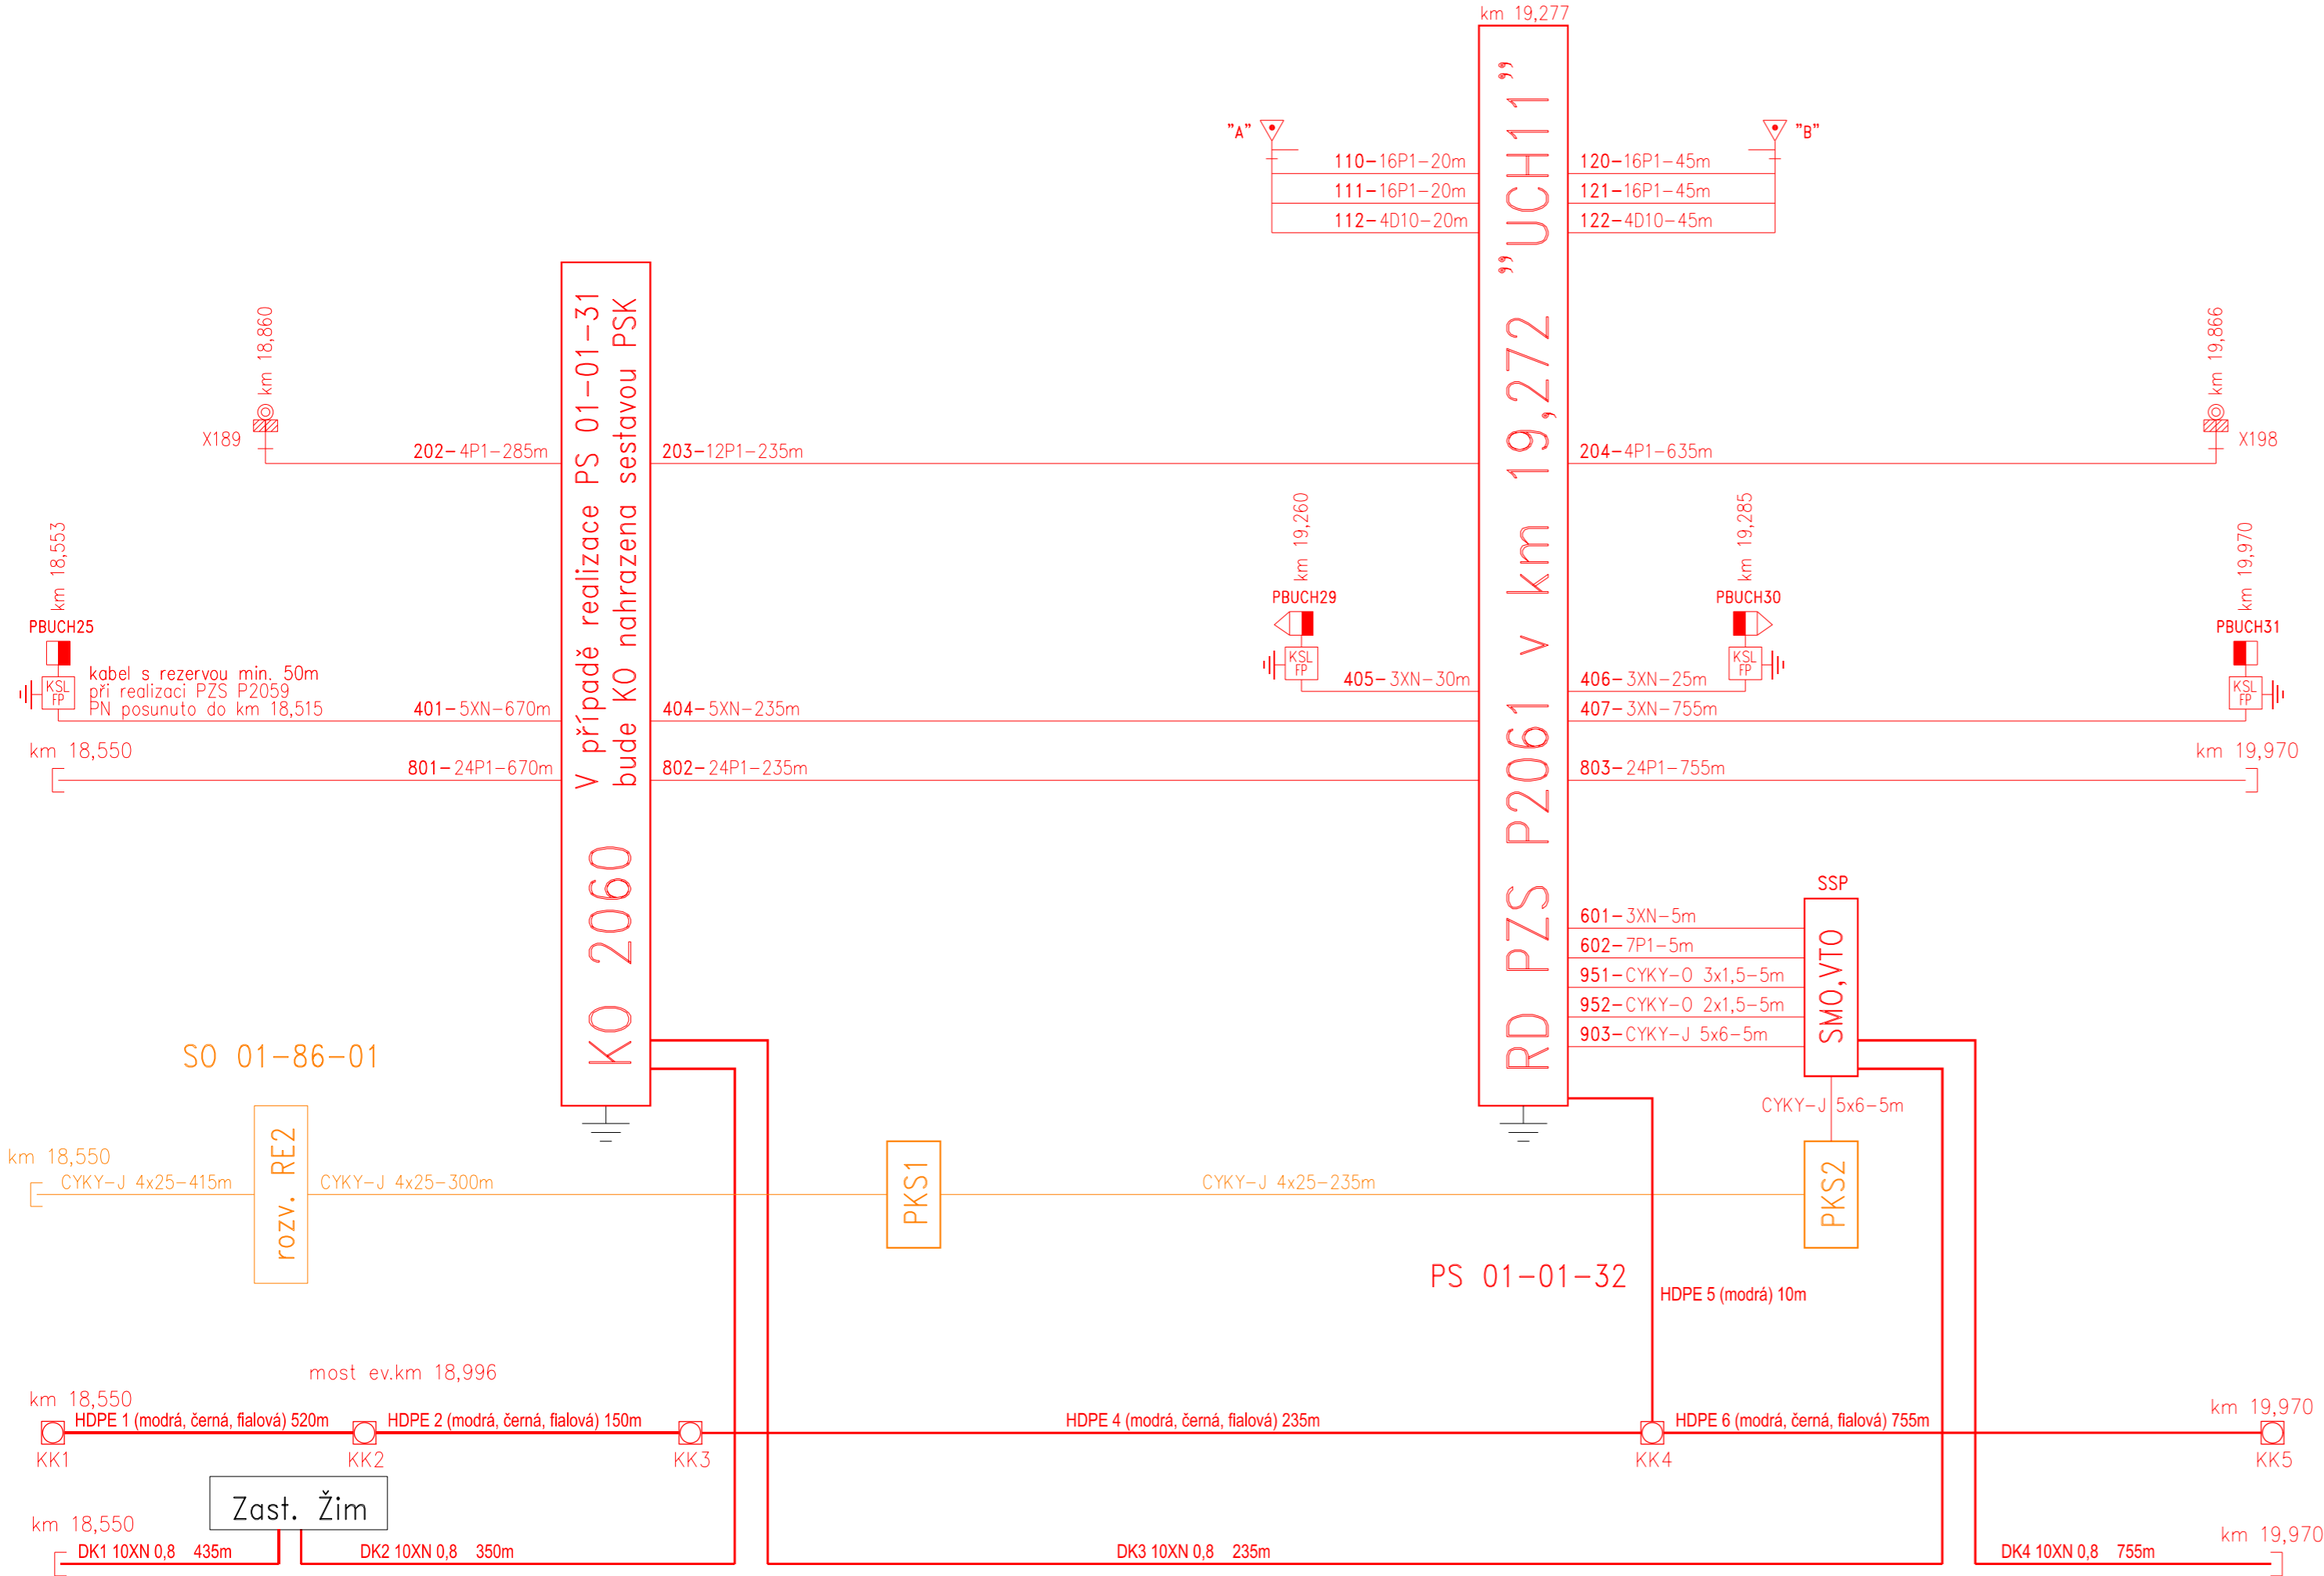 km 19,277
"A"
"B"
110-16P1-20m
111-16P1-20m
112-4D10-20m
120-16P1-45m
121-16P1-45m
122-4D10-45m
RD PZS P2061 v km 19,272 "UCH11"
KO 2060
V případě realizace PS 01-01-31
bude KO nahrazena sestavou PSK
km 18,860
X189
202-4P1-285m
203-12P1-235m
204-4P1-635m
km 19,866
X198
km 18,553
PBUCH25
KSL
FP
kabel s rezervou min. 50m
při realizaci PZS P2059
PN posunuto do km 18,515
401-5XN-670m
404-5XN-235m
km 19,260
PBUCH29
KSL
FP
405-3XN-30m
km 19,285
PBUCH30
KSL
FP
406-3XN-25m
407-3XN-755m
km 19,970
PBUCH31
KSL
FP
km 18,550
801-24P1-670m
802-24P1-235m
803-24P1-755m
km 19,970
SSP
SMO,VTO
601-3XN-5m
602-7P1-5m
951-CYKY-O 3x1,5-5m
952-CYKY-O 2x1,5-5m
903-CYKY-J 5x6-5m
CYKY-J 5x6-5m
SO 01-86-01
km 18,550
CYKY-J 4x25-415m
rozv. RE2
CYKY-J 4x25-300m
PKS1
CYKY-J 4x25-235m
PKS2
PS 01-01-32
HDPE 5 (modrá) 10m
most ev.km 18,996
km 18,550
HDPE 1 (modrá, černá, fialová) 520m
HDPE 2 (modrá, černá, fialová) 150m
HDPE 4 (modrá, černá, fialová) 235m
HDPE 6 (modrá, černá, fialová) 755m
km 19,970
KK1
KK2
KK3
KK4
KK5
Zast. Žim
km 18,550
DK1 10XN 0,8 435m
DK2 10XN 0,8 350m
DK3 10XN 0,8 235m
DK4 10XN 0,8 755m
km 19,970